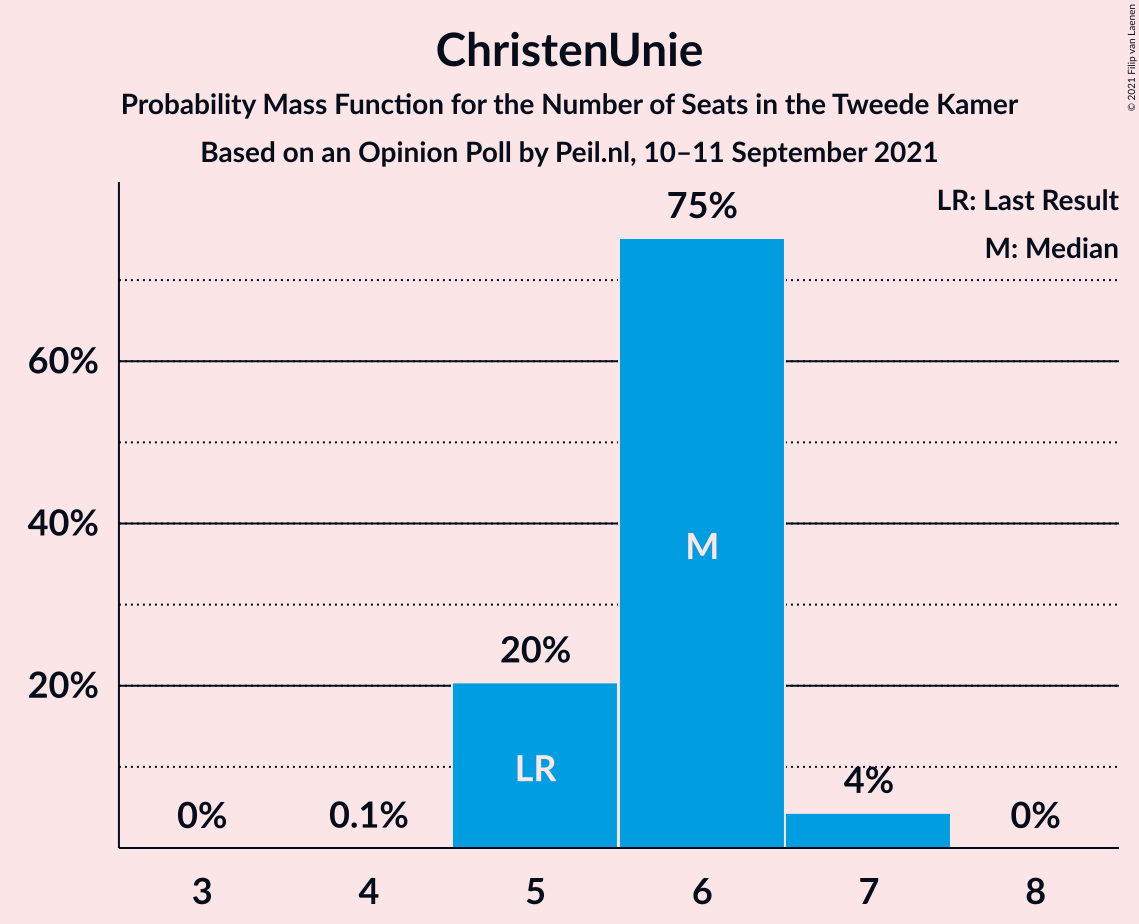 ChristenUnie
Probability Mass Function for the Number of Seats in the Tweede Kamer
Based on an Opinion Poll by Peil.nl, 10–11 September 2021
© 2021 Filip van Laenen
LR: Last Result
M: Median
75%
60%
40%
20%
M
20%
LR
0%
0.1%
4%
0%
3
4
5
6
7
8